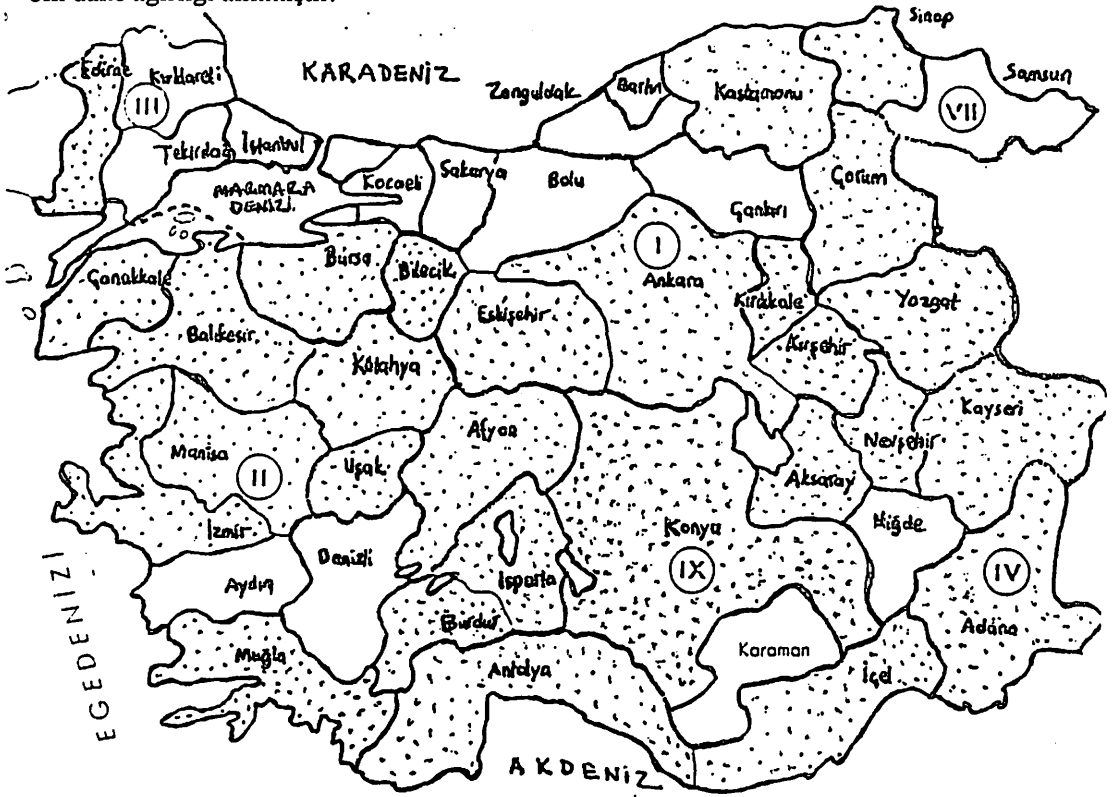 Sinop
Edirne
Kırklareli
KARADENİZ
Zonguldak
Bartın
Kastamonu
Samsun
III
VII
Tekirdağ
İstanbul
Kocaeli
Sakarya
Bolu
Çankırı
Çorum
MARMARA
DENİZİ.
I
Ankara
Çanakkale
Bursa
Bilecik
Kırıkkale
Yozgat
Balıkesir.
Eskişehir.
Kütahya
Kırşehir
Kayseri
Afyon
Nevşehir
Manisa
II
Uşak
Aksaray
İzmir
Denizli
Konya
Niğde
Aydın
Isparta
IX
IV
Burdur
Adana
Muğla
Antalya
Karaman
İçel
EGEDENİZİ
AKDENİZ